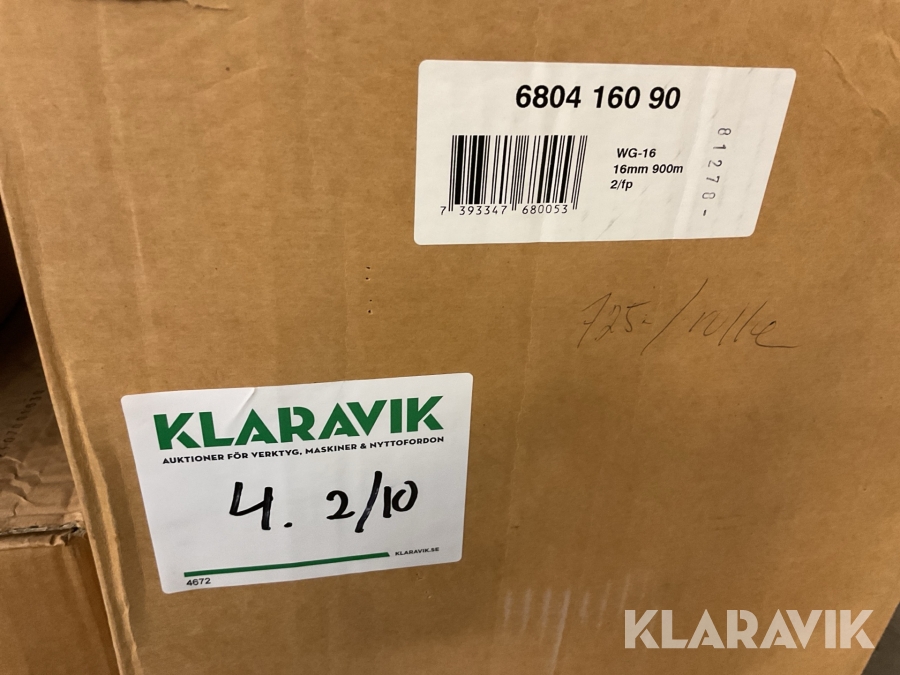 6804 160 90
WG-16
16mm 900m
2/fp
81270-
7 393347 680053
725:-/rulle
KLARAVIK
AUKTIONER FÖR VERKTYG, MASKINER & NYTTOFORDON
4. 2/10
KLARAVIK.SE
4672
KLARAVIK